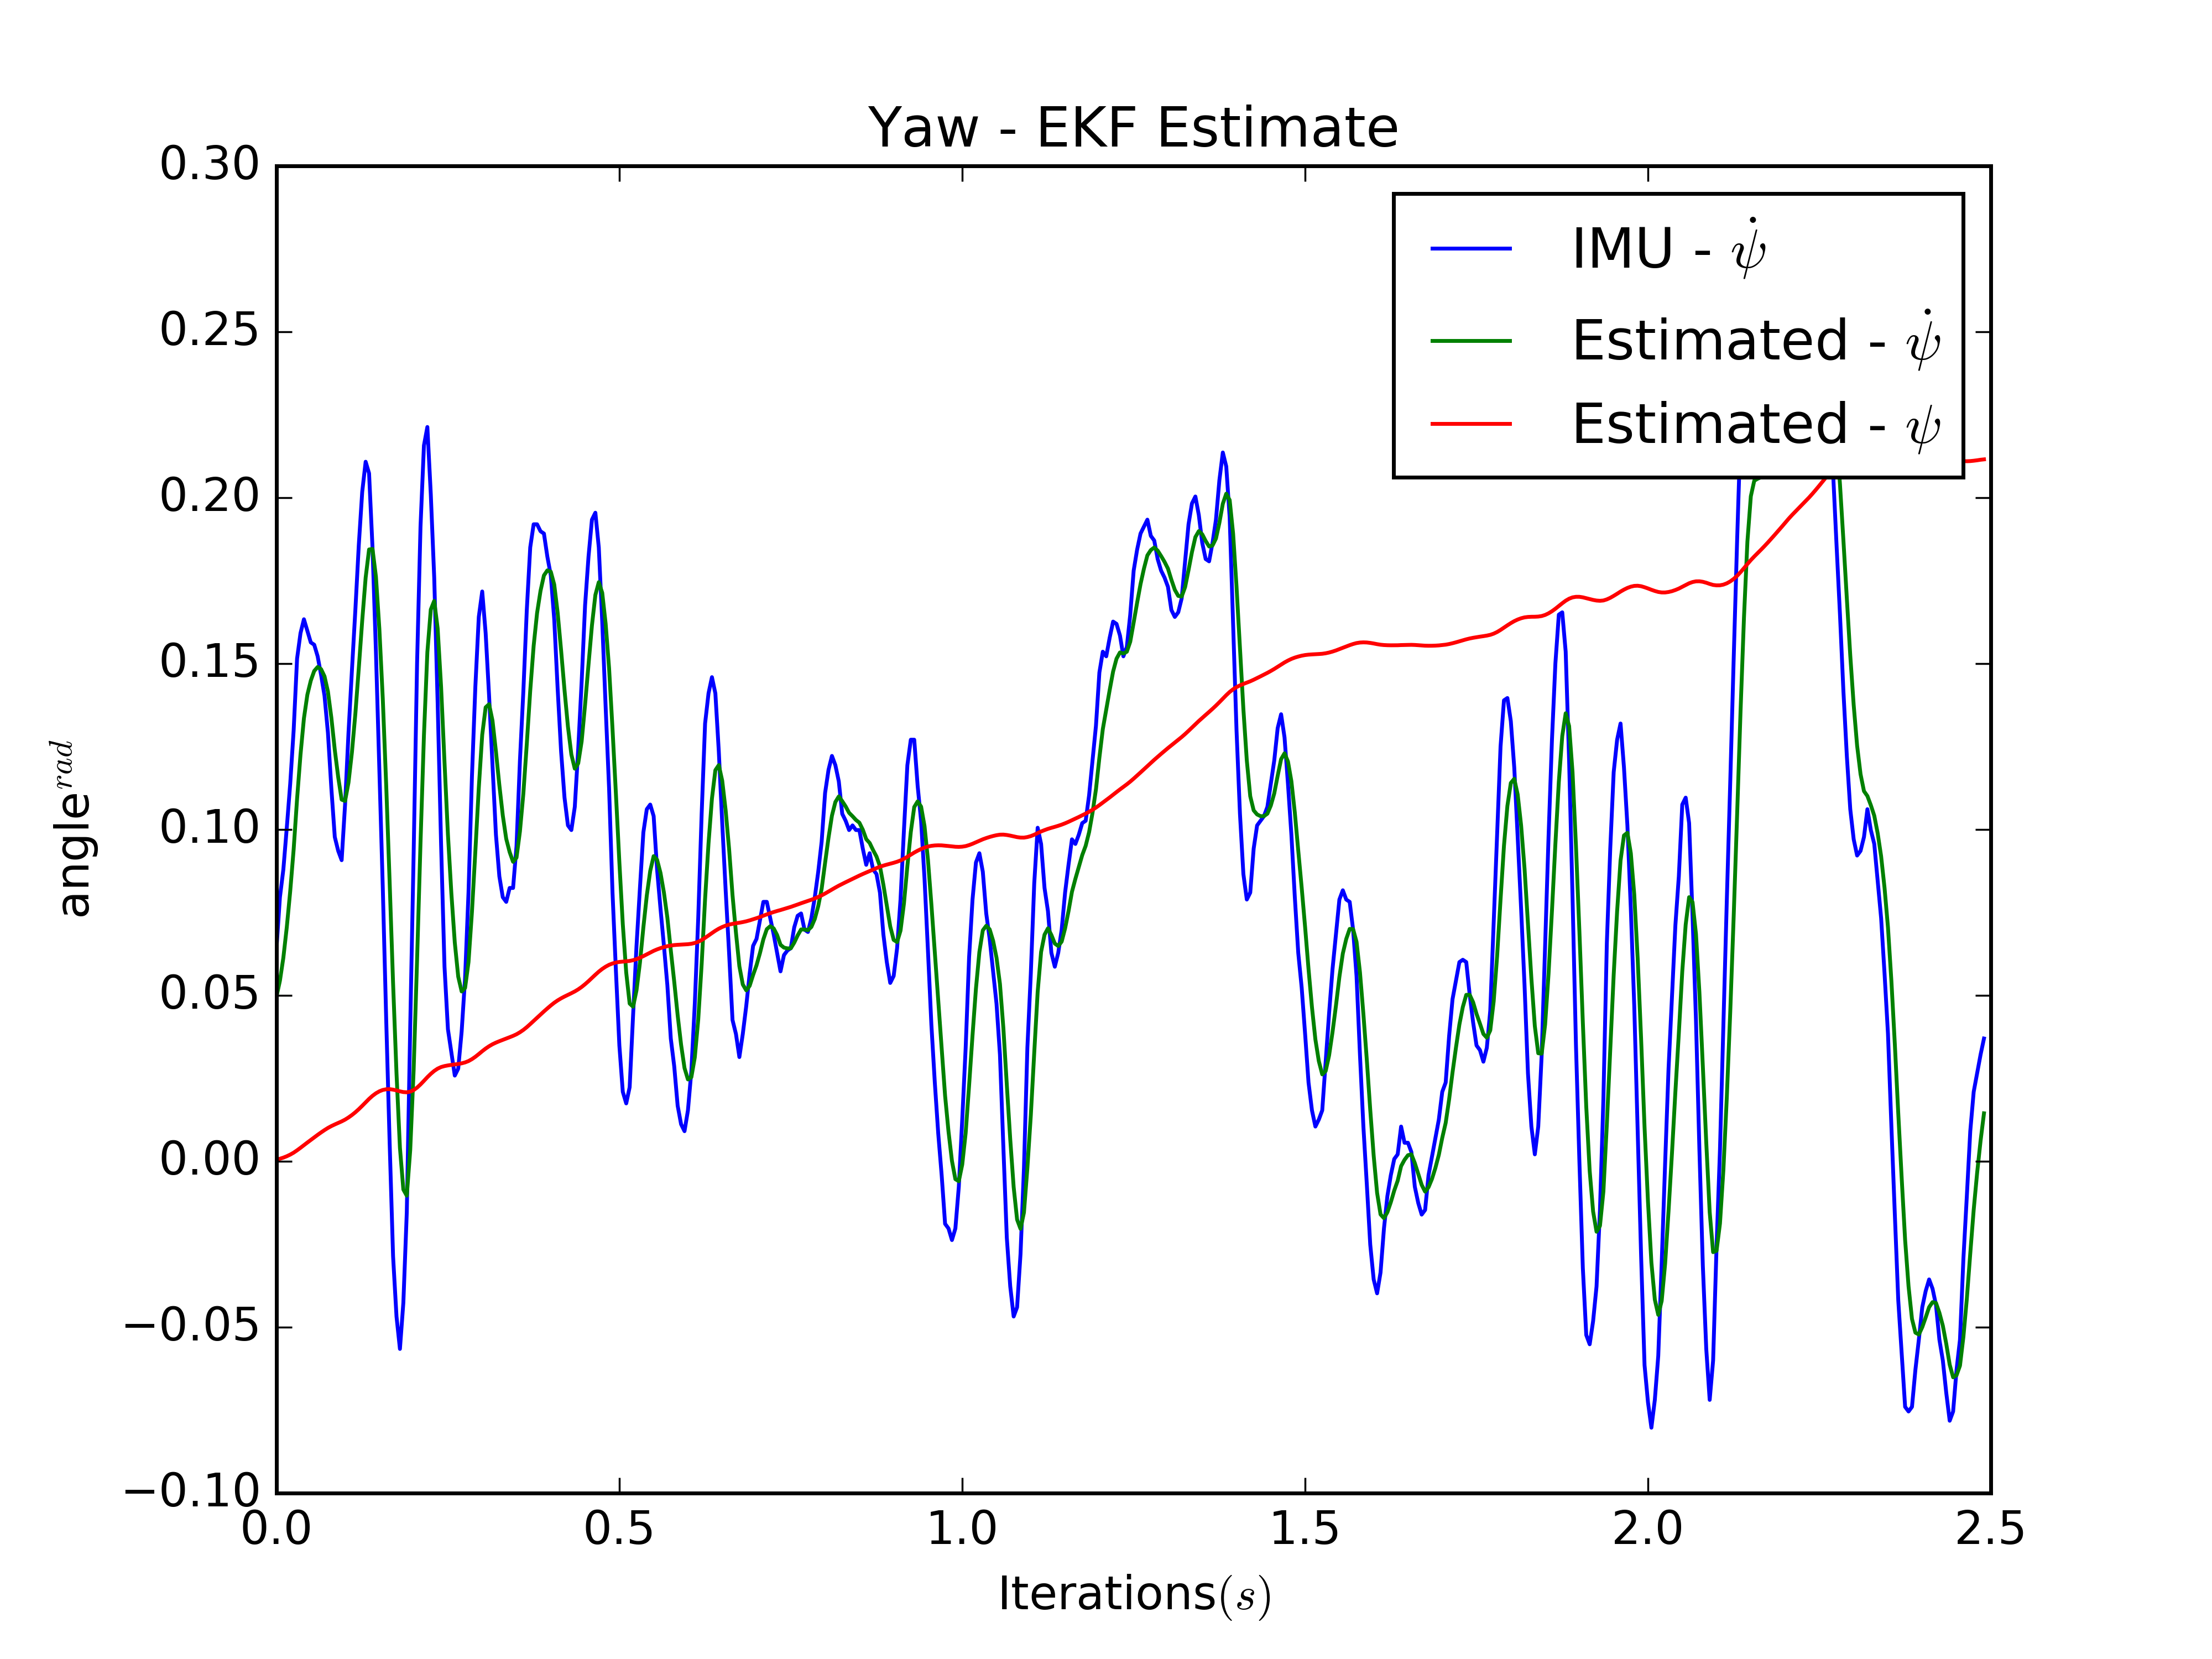 Yaw - EKF Estimate
0.30
0.25
0.20
0.15
0.10
0.05
0.00
−0.05
−0.10
angle^rad
IMU - ψ̇
Estimated - ψ̇
Estimated - ψ
0.0 0.5 1.0 1.5 2.0 2.5
Iterations(s)